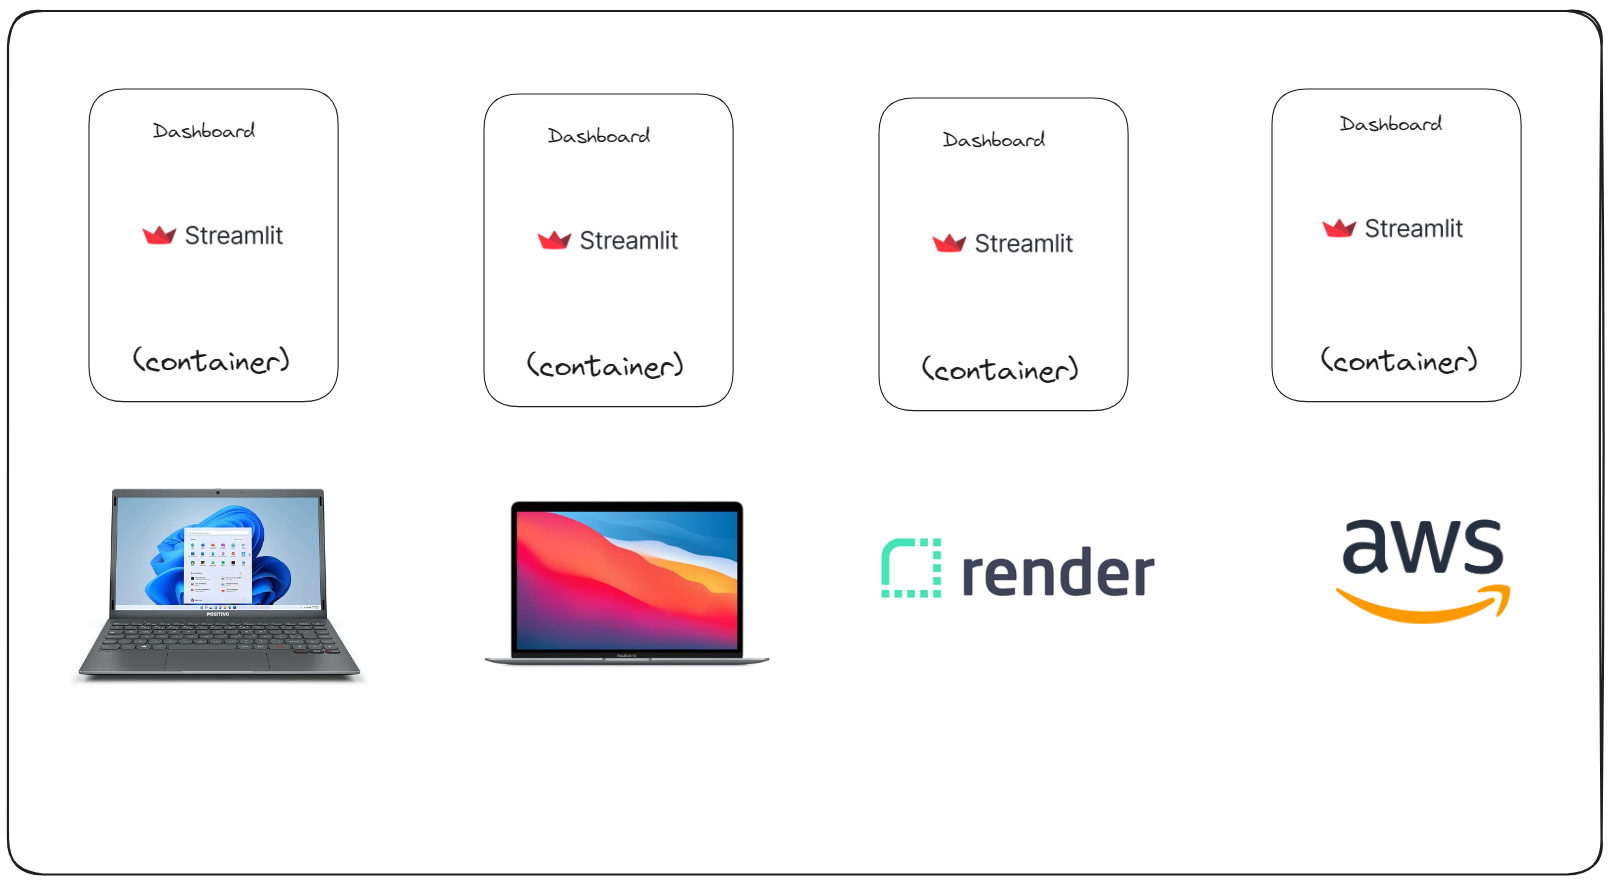 Dashboard
Streamlit
(container)
Dashboard
Streamlit
(container)
Dashboard
Streamlit
(container)
Dashboard
Streamlit
(container)
POSITIVO
MacBook Air
render
aws